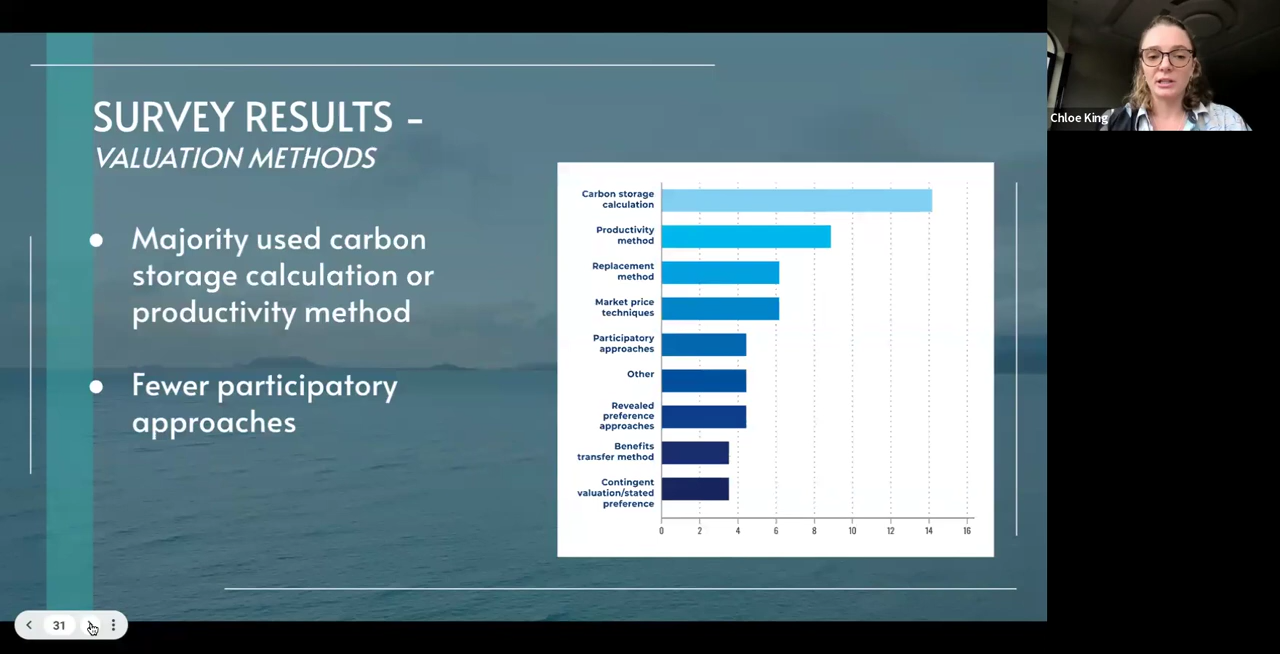 SURVEY RESULTS -
VALUATION METHODS
● Majority used carbon
storage calculation or
productivity method
● Fewer participatory
approaches
Carbon storage
calculation
Productivity
method
Replacement
method
Market price
techniques
Participatory
approaches
Other
Revealed
preference
approaches
Benefits
transfer method
Contingent
valuation/stated
preference
0 2 4 6 8 10 12 14 16
Chloe King
31